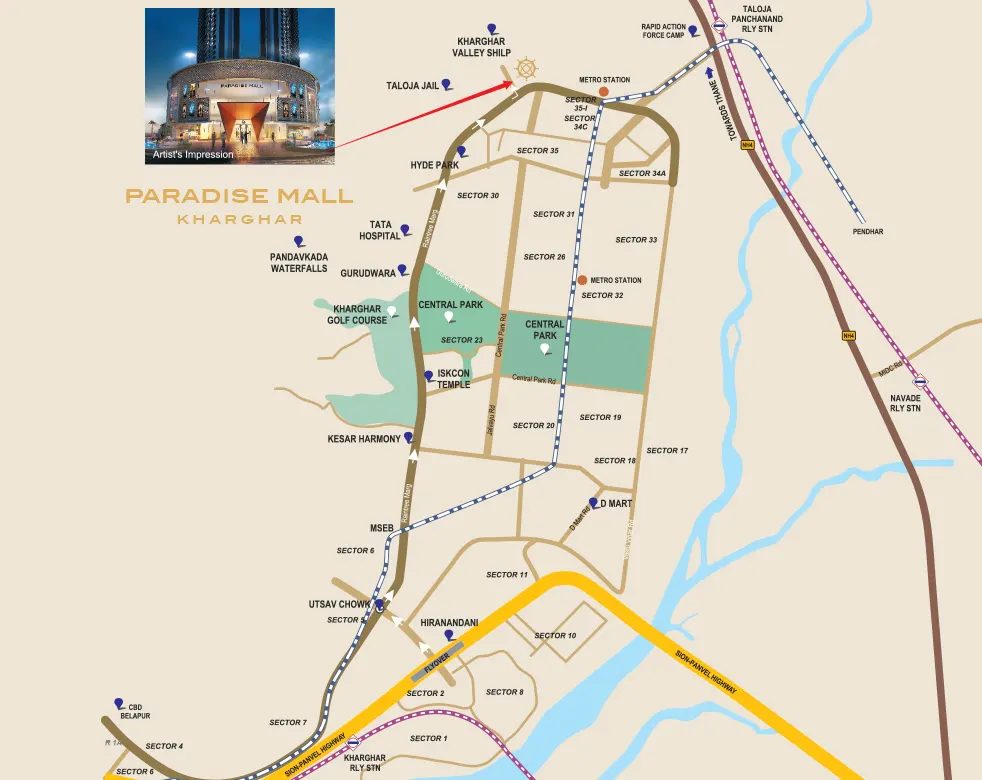 TALOJA
PANCHANAND
RLY STN
RAPID ACTION
FORCE CAMP
KHARGHAR
VALLEY SHILP
TALOJA JAIL
METRO STATION
SECTOR
35-I
SECTOR
34C
TOWARDS THANE
NH4
PARADISE MALL
Artist's Impression
PARADISE MALL
KHARGHAR
HYDE PARK
SECTOR 35
SECTOR 34A
SECTOR 30
SECTOR 31
SECTOR 33
SECTOR 26
Raintree Marg
TATA
HOSPITAL
PENDHAR
PANDAVKADA
WATERFALLS
GURUDWARA
METRO STATION
SECTOR 32
KHARGHAR
GOLF COURSE
CENTRAL PARK
SECTOR 23
Central Park Rd
CENTRAL
PARK
NH4
MIDC Rd
NAVADE
RLY STN
ISKCON
TEMPLE
Central Park Rd
Jalvayu Rd
SECTOR 20
SECTOR 19
KESAR HARMONY
SECTOR 17
SECTOR 18
Raintree Marg
D MART
D Mart Rd
MSEB
SECTOR 6
SECTOR 11
UTSAV CHOWK
SECTOR 5
HIRANANDANI
SECTOR 10
FLYOVER
SION-PANVEL HIGHWAY
SECTOR 2
SECTOR 8
CBD
BELAPUR
SECTOR 7
SECTOR 1
R 1A
SECTOR 4
SION-PANVEL HIGHWAY
KHARGHAR
RLY STN
SECTOR 6